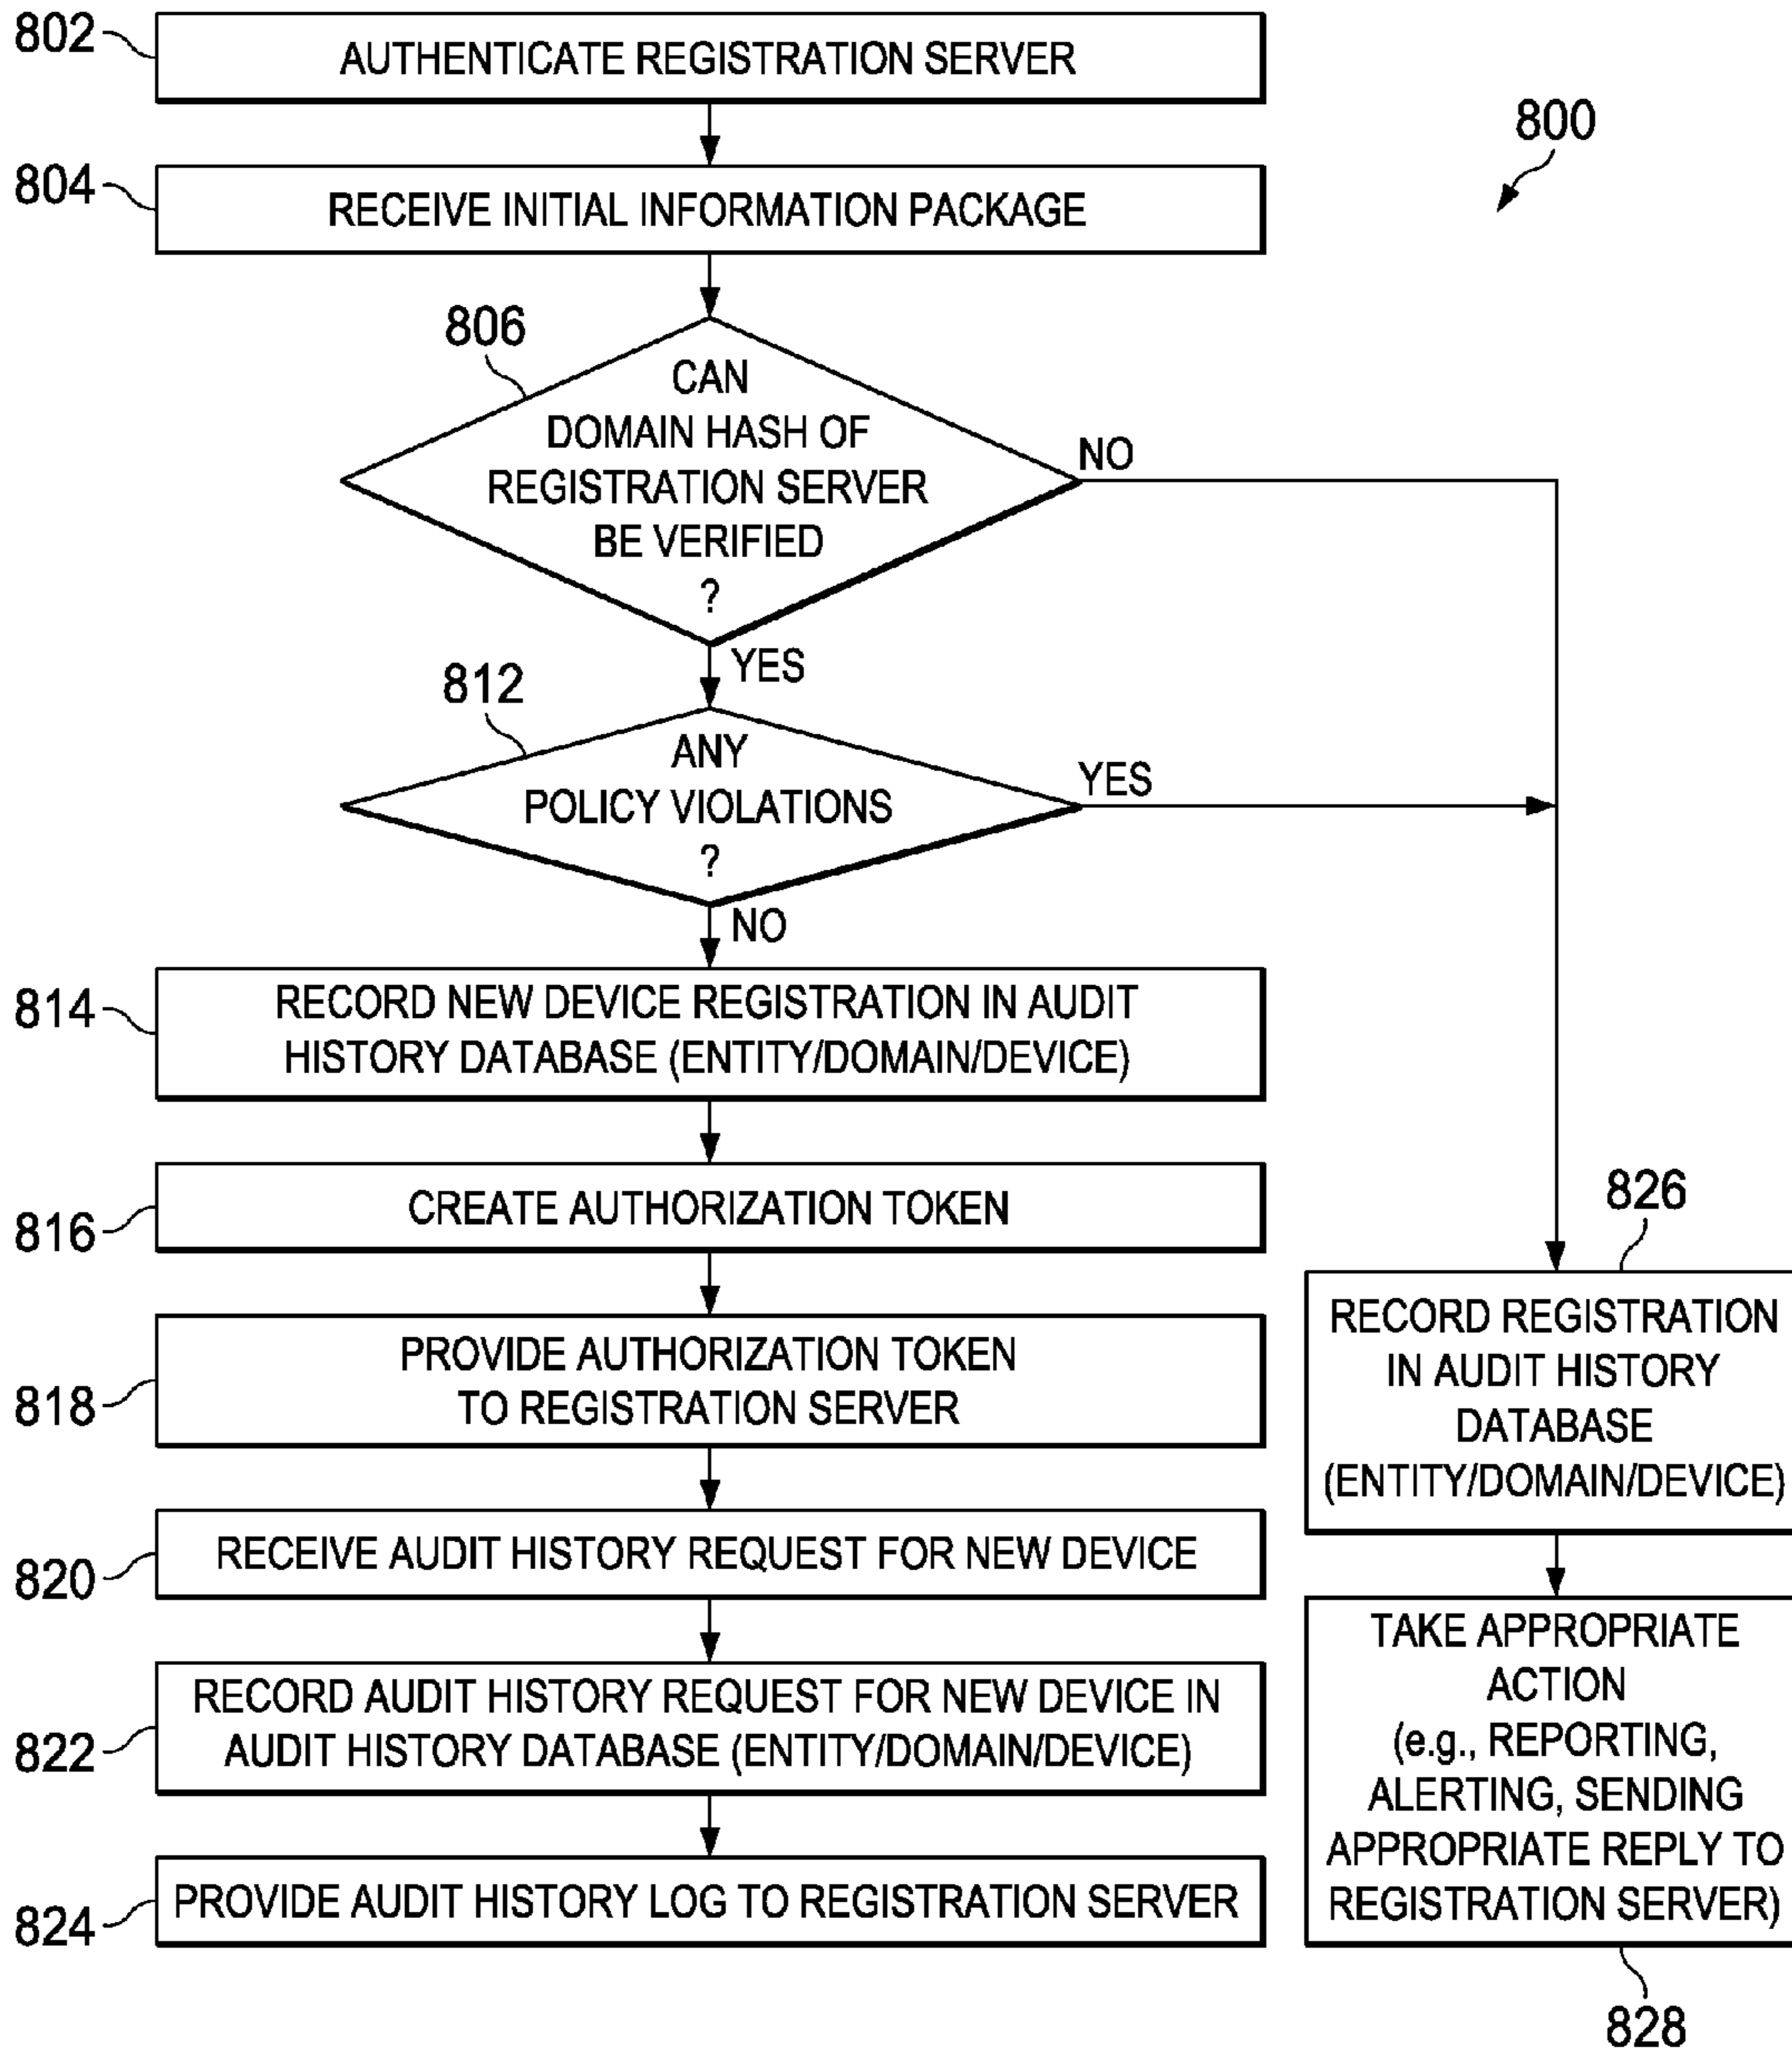 802
AUTHENTICATE REGISTRATION SERVER
800
804
RECEIVE INITIAL INFORMATION PACKAGE
806
CAN
DOMAIN HASH OF
REGISTRATION SERVER
BE VERIFIED
?
NO
YES
812
ANY
POLICY VIOLATIONS
?
YES
NO
814
RECORD NEW DEVICE REGISTRATION IN AUDIT
HISTORY DATABASE (ENTITY/DOMAIN/DEVICE)
816
CREATE AUTHORIZATION TOKEN
818
PROVIDE AUTHORIZATION TOKEN
TO REGISTRATION SERVER
820
RECEIVE AUDIT HISTORY REQUEST FOR NEW DEVICE
822
RECORD AUDIT HISTORY REQUEST FOR NEW DEVICE IN
AUDIT HISTORY DATABASE (ENTITY/DOMAIN/DEVICE)
824
PROVIDE AUDIT HISTORY LOG TO REGISTRATION SERVER
826
RECORD REGISTRATION
IN AUDIT HISTORY
DATABASE
(ENTITY/DOMAIN/DEVICE)
TAKE APPROPRIATE
ACTION
(e.g., REPORTING,
ALERTING, SENDING
APPROPRIATE REPLY TO
REGISTRATION SERVER)
828